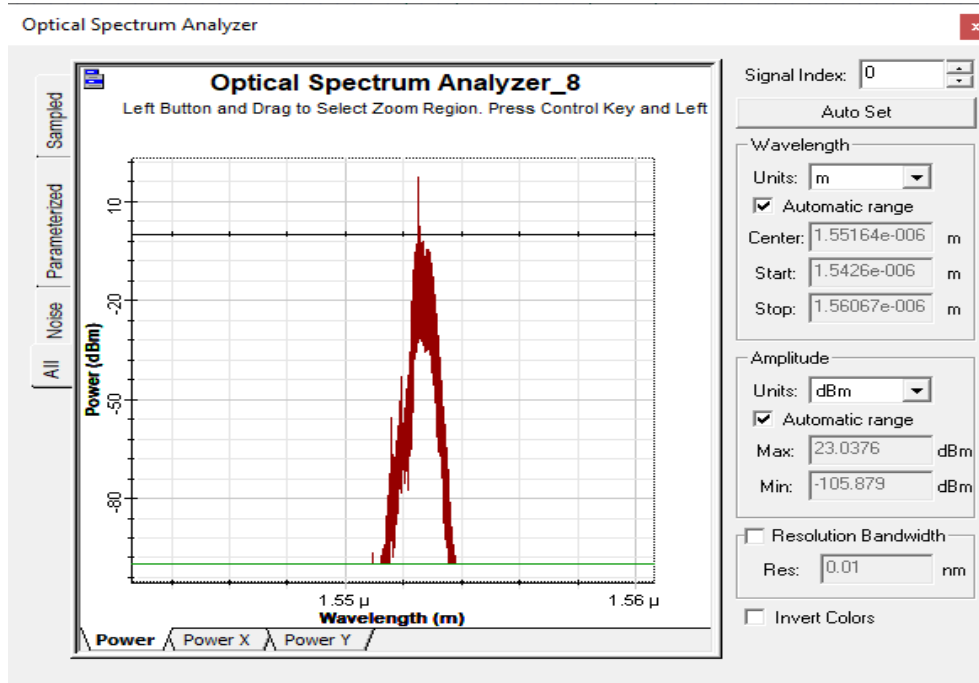 Optical Spectrum Analyzer
x
Sampled
Parameterized
Noise
All
Optical Spectrum Analyzer_8
Left Button and Drag to Select Zoom Region. Press Control Key and Left
Power (dBm)
10
-20
-50
-80
1.55 µ
1.56 µ
Wavelength (m)
Power
Power X
Power Y
Signal Index: 0
Auto Set
Wavelength
Units: m
Automatic range
Center: 1.55164e-006 m
Start: 1.5426e-006 m
Stop: 1.56067e-006 m
Amplitude
Units: dBm
Automatic range
Max: 23.0376 dBm
Min: -105.879 dBm
Resolution Bandwidth
Res: 0.01 nm
Invert Colors